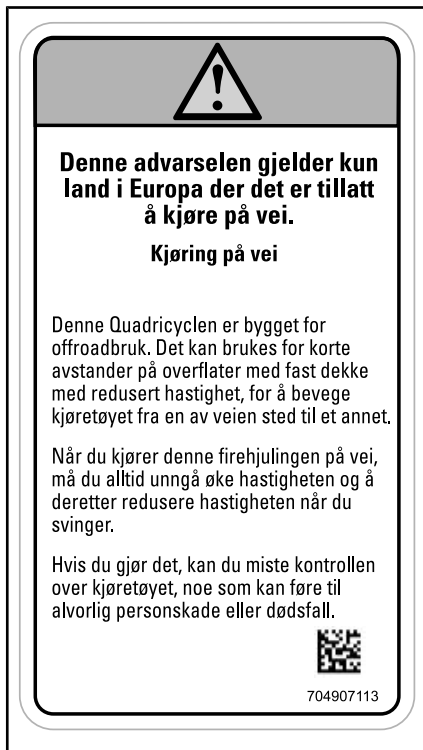 Denne advarselen gjelder kun
land i Europa der det er tillatt
å kjøre på vei.
Kjøring på vei
Denne Quadricyclen er bygget for
offroadbruk. Det kan brukes for korte
avstander på overflater med fast dekke
med redusert hastighet, for å bevege
kjøretøyet fra en av veien sted til et annet.
Når du kjører denne firehjulingen på vei,
må du alltid unngå øke hastigheten og å
deretter redusere hastigheten når du
svinger.
Hvis du gjør det, kan du miste kontrollen
over kjøretøyet, noe som kan føre til
alvorlig personskade eller dødsfall.
704907113